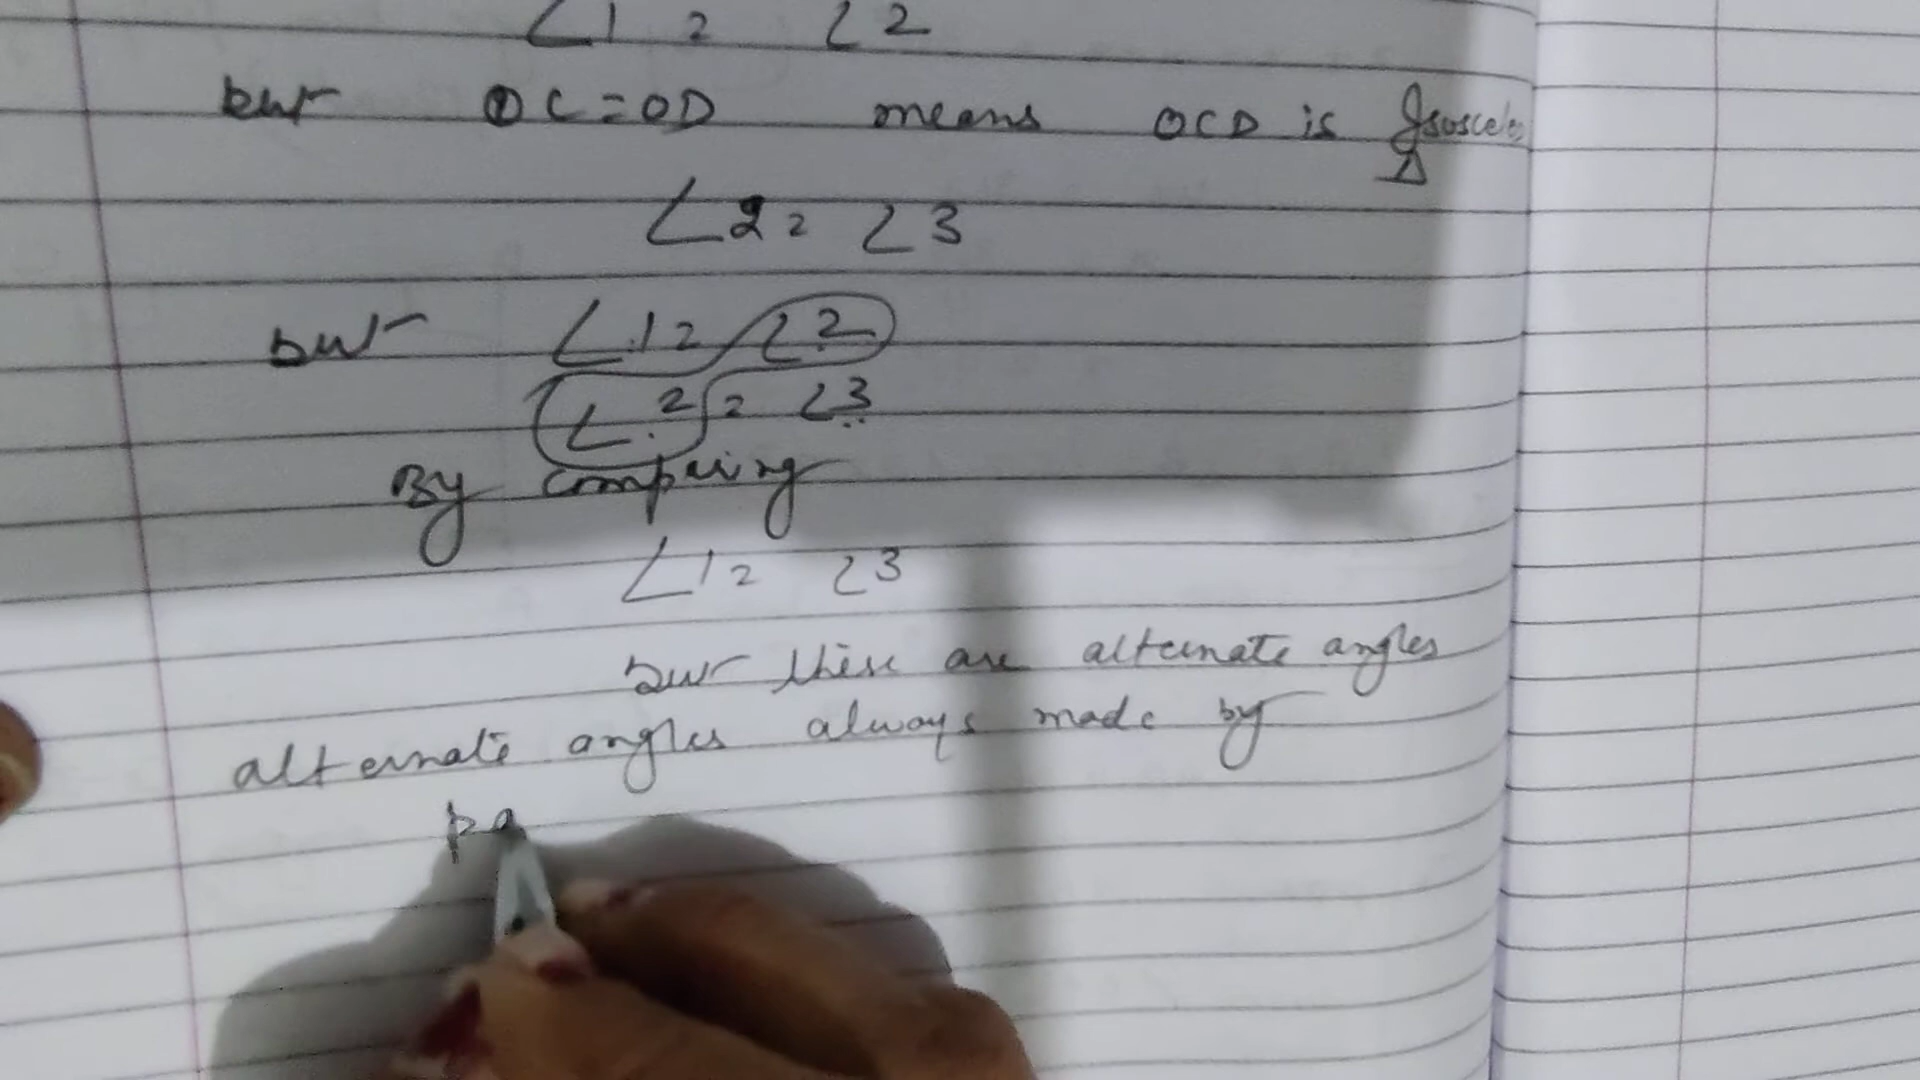 ∠1 = ∠2
but OC = OD means OCD is Isosceles
Δ
∠2 = ∠3
but ∠1 = ∠2
∠2 = ∠3
By comparing
∠1 = ∠3
but these are alternate angles
alternate angles always made by
pa